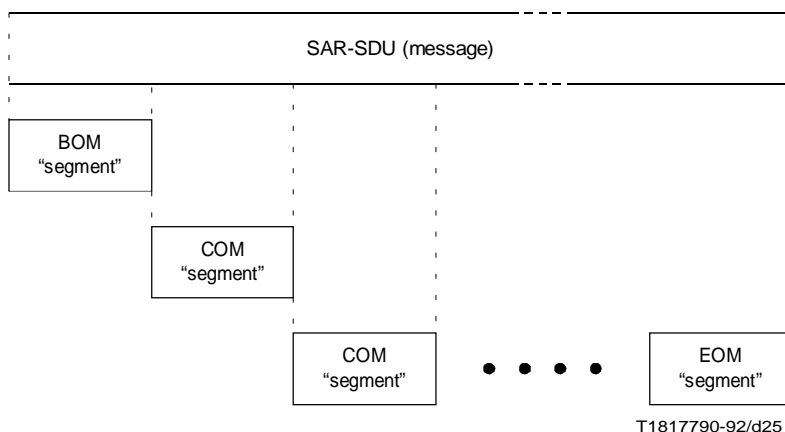 SAR-SDU (message)
BOM
“segment”
COM
“segment”
COM
“segment”
EOM
“segment”
T1817790-92/d25